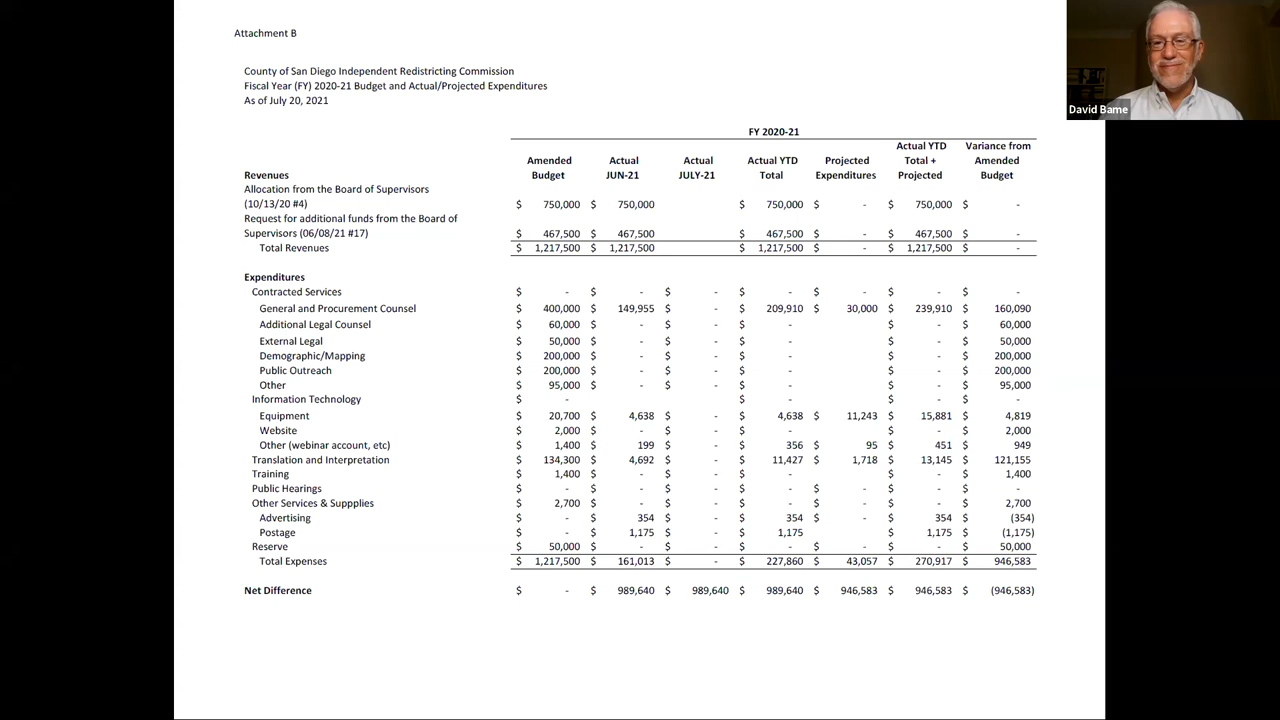 Attachment B
David Bame
County of San Diego Independent Redistricting Commission
Fiscal Year (FY) 2020-21 Budget and Actual/Projected Expenditures
As of July 20, 2021
FY 2020-21
Actual YTD Variance from
Amended Actual Actual Actual YTD Projected Total + Amended
Revenues Budget JUN-21 JULY-21 Total Expenditures Projected Budget
Allocation from the Board of Supervisors
(10/13/20 #4) $ 750,000 $ 750,000 $ 750,000 $ - $ 750,000 $ -
Request for additional funds from the Board of
Supervisors (06/08/21 #17) $ 467,500 $ 467,500 $ 467,500 $ - $ 467,500 $ -
Total Revenues $ 1,217,500 $ 1,217,500 $ 1,217,500 $ - $ 1,217,500 $ -
Expenditures
Contracted Services $ - $ - $ - $ - $ - $ - $ -
General and Procurement Counsel $ 400,000 $ 149,955 $ - $ 209,910 $ 30,000 $ 239,910 $ 160,090
Additional Legal Counsel $ 60,000 $ - $ - $ - $ - $ 60,000
External Legal $ 50,000 $ - $ - $ - $ - $ 50,000
Demographic/Mapping $ 200,000 $ - $ - $ - $ - $ 200,000
Public Outreach $ 200,000 $ - $ - $ - $ - $ 200,000
Other $ 95,000 $ - $ - $ - $ - $ 95,000
Information Technology $ - $ - $ - $ -
Equipment $ 20,700 $ 4,638 $ - $ 4,638 $ 11,243 $ 15,881 $ 4,819
Website $ 2,000 $ - $ - $ - $ - $ 2,000
Other (webinar account, etc) $ 1,400 $ 199 $ - $ 356 $ 95 $ 451 $ 949
Translation and Interpretation $ 134,300 $ 4,692 $ - $ 11,427 $ 1,718 $ 13,145 $ 121,155
Training $ 1,400 $ - $ - $ - $ - $ 1,400
Public Hearings $ - $ - $ - $ - $ - $ - $ -
Other Services & Suppplies $ 2,700 $ - $ - $ - $ - $ - $ 2,700
Advertising $ - $ 354 $ - $ 354 $ - $ 354 $ (354)
Postage $ - $ 1,175 $ - $ 1,175 $ 1,175 $ (1,175)
Reserve $ 50,000 $ - $ - $ - $ - $ - $ 50,000
Total Expenses $ 1,217,500 $ 161,013 $ - $ 227,860 $ 43,057 $ 270,917 $ 946,583
Net Difference $ - $ 989,640 $ 989,640 $ 989,640 $ 946,583 $ 946,583 $ (946,583)